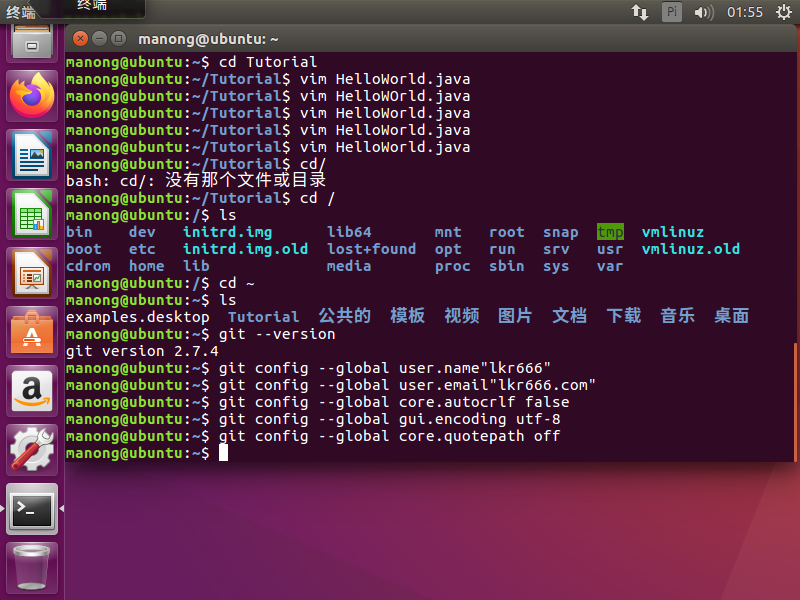 终端
终端
Pi
01:55
manong@ubuntu: ~
manong@ubuntu:~$ cd Tutorial
manong@ubuntu:~/Tutorial$ vim HelloWorld.java
manong@ubuntu:~/Tutorial$ vim HelloWOrld.java
manong@ubuntu:~/Tutorial$ vim HelloWorld.java
manong@ubuntu:~/Tutorial$ vim HelloWorld.java
manong@ubuntu:~/Tutorial$ vim HelloWorld.java
manong@ubuntu:~/Tutorial$ cd/
bash: cd/: 没有那个文件或目录
manong@ubuntu:~/Tutorial$ cd /
manong@ubuntu:/$ ls
bin dev initrd.img lib64 mnt root snap tmp vmlinuz
boot etc initrd.img.old lost+found opt run srv usr vmlinuz.old
cdrom home lib media proc sbin sys var
manong@ubuntu:/$ cd ~
manong@ubuntu:~$ ls
examples.desktop Tutorial 公共的 模板 视频 图片 文档 下载 音乐 桌面
manong@ubuntu:~$ git --version
git version 2.7.4
manong@ubuntu:~$ git config --global user.name"lkr666"
manong@ubuntu:~$ git config --global user.email"lkr666.com"
manong@ubuntu:~$ git config --global core.autocrlf false
manong@ubuntu:~$ git config --global gui.encoding utf-8
manong@ubuntu:~$ git config --global core.quotepath off
manong@ubuntu:~$